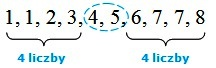 1, 1, 2, 3, 4, 5, 6, 7, 7, 8
4 liczby 4 liczby